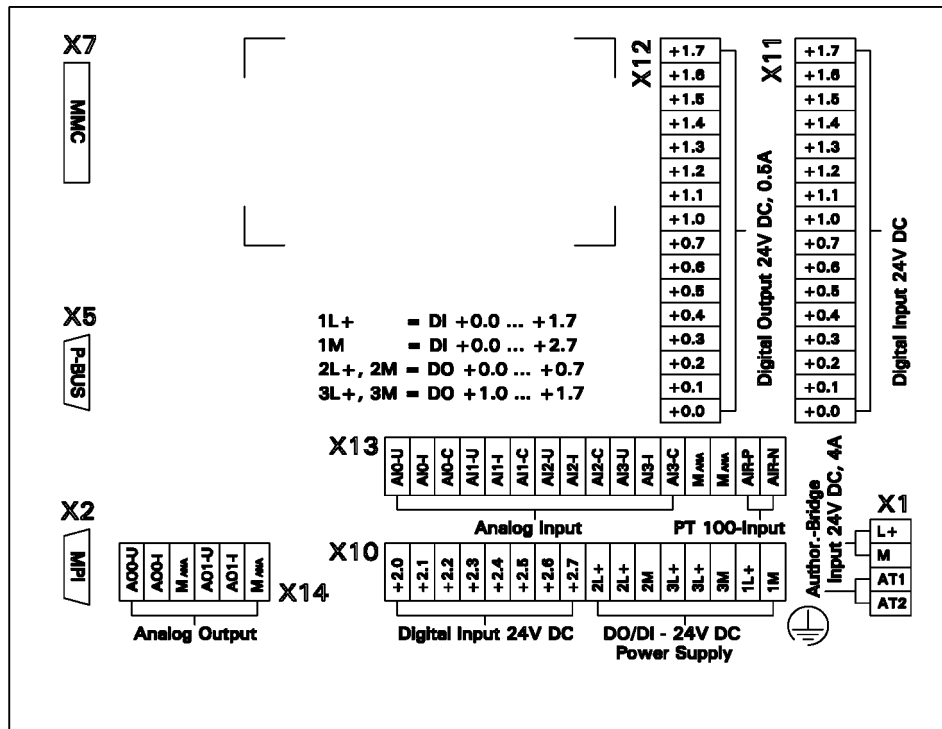 X7
MMC
X12
+1.7
+1.6
+1.5
+1.4
+1.3
+1.2
+1.1
+1.0
+0.7
+0.6
+0.5
+0.4
+0.3
+0.2
+0.1
+0.0
Digital Output 24V DC, 0.5A
X11
+1.7
+1.6
+1.5
+1.4
+1.3
+1.2
+1.1
+1.0
+0.7
+0.6
+0.5
+0.4
+0.3
+0.2
+0.1
+0.0
Digital Input 24V DC
X5
P-BUS
1L+ = DI +0.0 ... +1.7
1M = DI +0.0 ... +2.7
2L+, 2M = DO +0.0 ... +0.7
3L+, 3M = DO +1.0 ... +1.7
X13
AI0-U
AI0-I
AI0-C
AI1-U
AI1-I
AI1-C
AI2-U
AI2-I
AI2-C
AI3-U
AI3-I
AI3-C
M ANA
M ANA
AIR-P
AIR-N
Analog Input
PT 100-Input
X2
MPI
AO0-U
AO0-I
M ANA
AO1-U
AO1-I
M ANA
X14
Analog Output
X10
+2.0
+2.1
+2.2
+2.3
+2.4
+2.5
+2.6
+2.7
2L+
2L+
2M
3L+
3L+
3M
1L+
1M
Digital Input 24V DC
DO/DI - 24V DC
Power Supply
Author.-Bridge
Input 24V DC, 4A
X1
L+
M
AT1
AT2